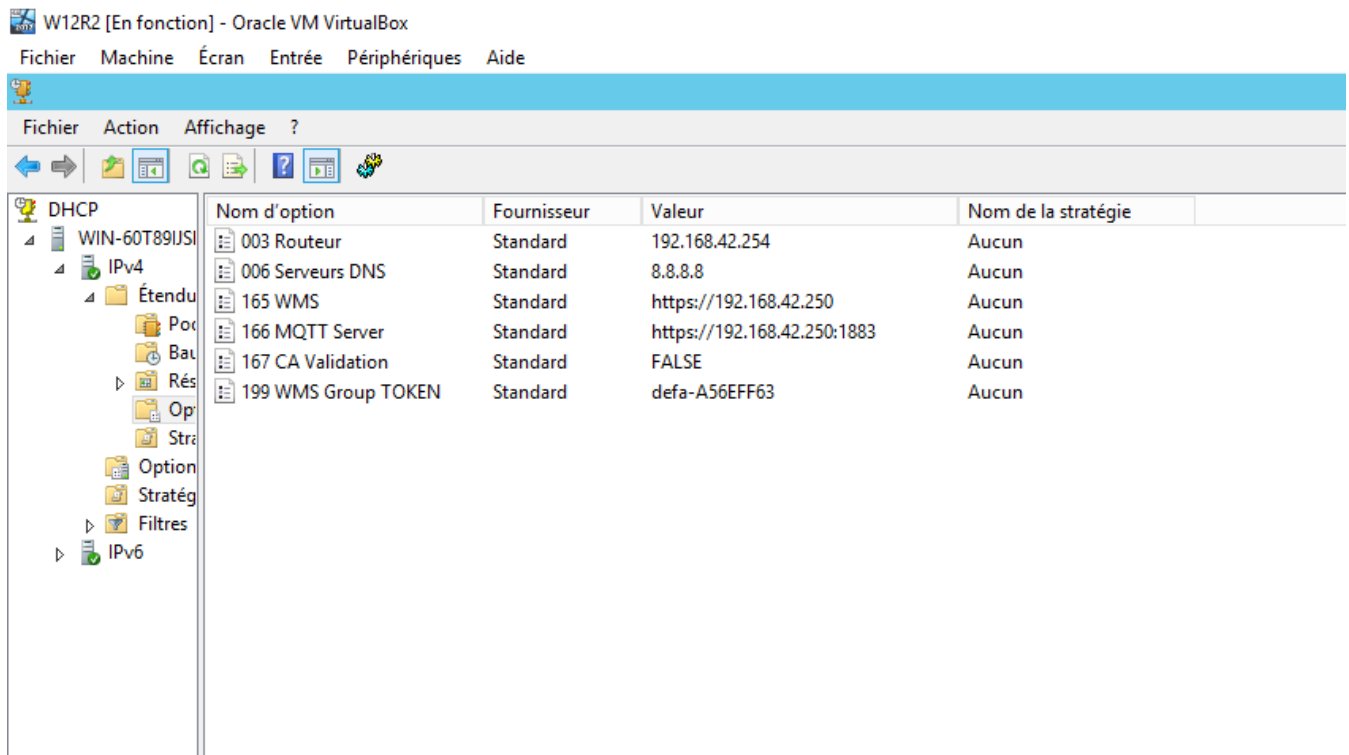 W12R2 [En fonction] - Oracle VM VirtualBox
Fichier Machine Écran Entrée Périphériques Aide
Fichier Action Affichage ?
DHCP
WIN-60T89IJSI
IPv4
Étendu
Poo
Bau
Rés
Op
Stra
Option
Stratég
Filtres
IPv6
Nom d'option Fournisseur Valeur Nom de la stratégie
003 Routeur Standard 192.168.42.254 Aucun
006 Serveurs DNS Standard 8.8.8.8 Aucun
165 WMS Standard https://192.168.42.250 Aucun
166 MQTT Server Standard https://192.168.42.250:1883 Aucun
167 CA Validation Standard FALSE Aucun
199 WMS Group TOKEN Standard defa-A56EFF63 Aucun